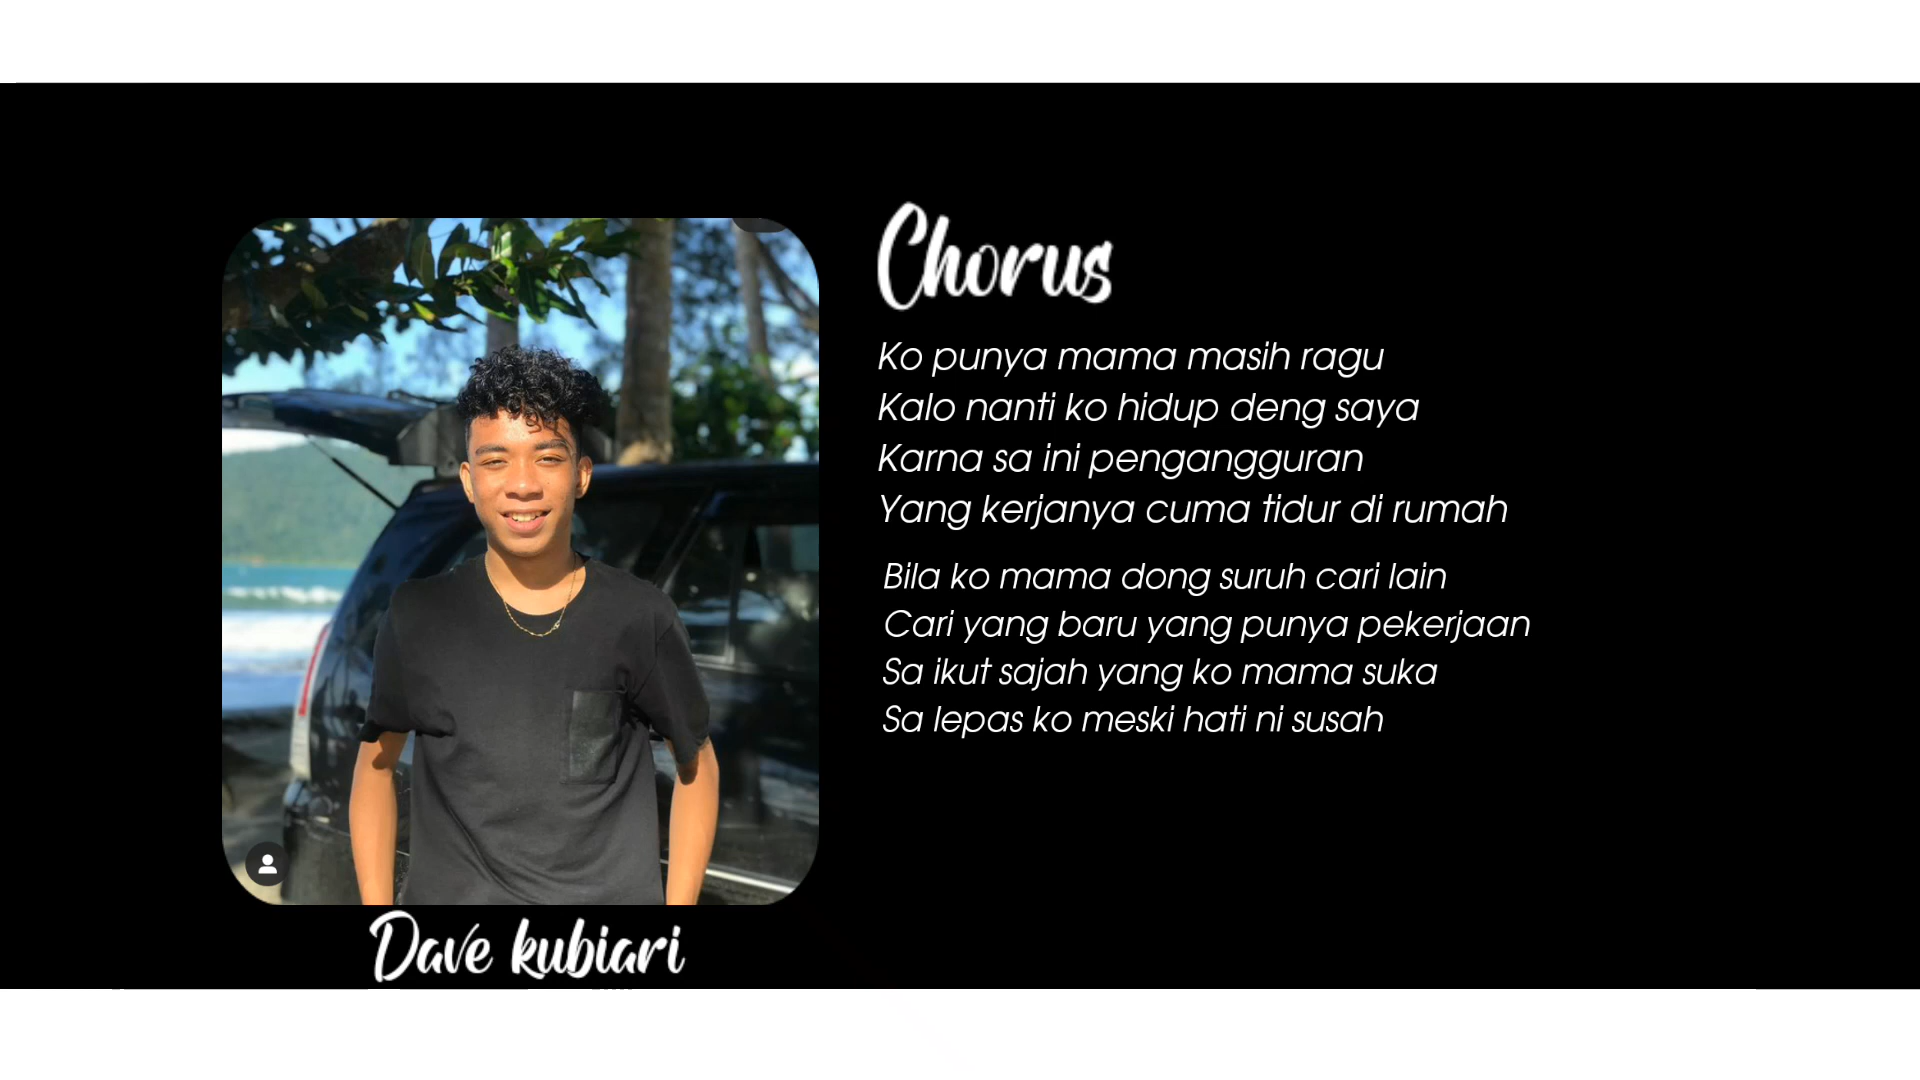 Chorus
Ko punya mama masih ragu
Kalo nanti ko hidup deng saya
Karna sa ini pengangguran
Yang kerjanya cuma tidur di rumah
Bila ko mama dong suruh cari lain
Cari yang baru yang punya pekerjaan
Sa ikut sajah yang ko mama suka
Sa lepas ko meski hati ni susah
Dave kubiari